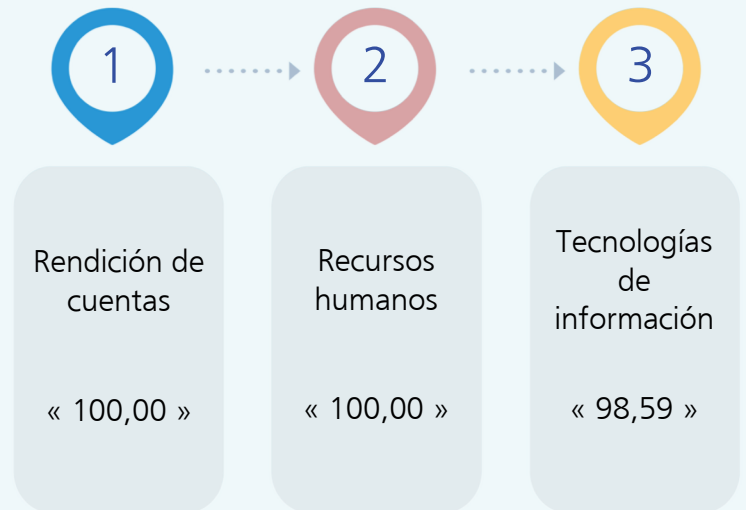 1
2
3
Rendición de
cuentas
« 100,00 »
Recursos
humanos
« 100,00 »
Tecnologías
de
información
« 98,59 »